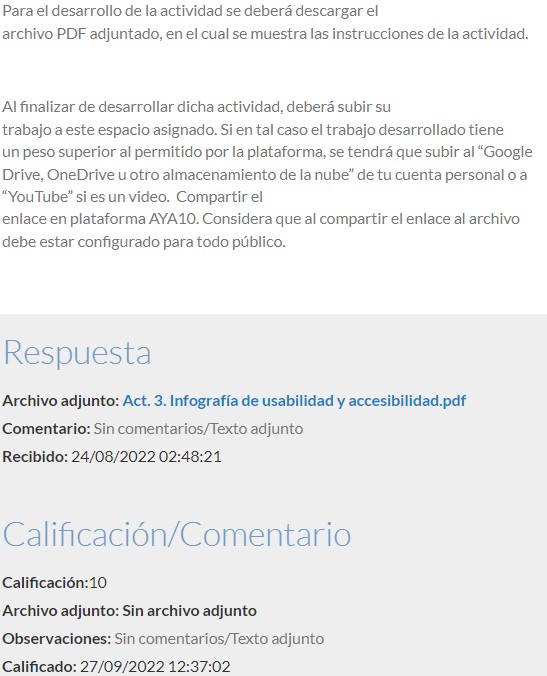 Para el desarrollo de la actividad se deberá descargar el
archivo PDF adjuntado, en el cual se muestra las instrucciones de la actividad.
Al finalizar de desarrollar dicha actividad, deberá subir su
trabajo a este espacio asignado. Si en tal caso el trabajo desarrollado tiene
un peso superior al permitido por la plataforma, se tendrá que subir al “Google
Drive, OneDrive u otro almacenamiento de la nube” de tu cuenta personal o a
“YouTube” si es un video.  Compartir el
enlace en plataforma AYA10. Considera que al compartir el enlace al archivo
debe estar configurado para todo público.
Respuesta
Archivo adjunto: Act. 3. Infografía de usabilidad y accesibilidad.pdf
Comentario: Sin comentarios/Texto adjunto
Recibido: 24/08/2022 02:48:21
Calificación/Comentario
Calificación:10
Archivo adjunto: Sin archivo adjunto
Observaciones: Sin comentarios/Texto adjunto
Calificado: 27/09/2022 12:37:02